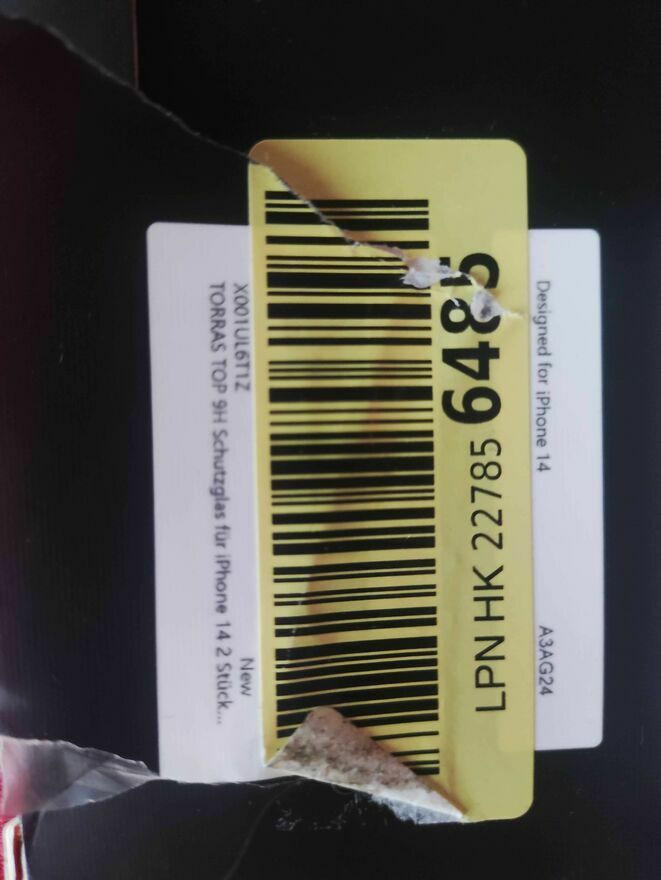 Designed for iPhone 14 A3AG24
LPN HK 22785 6485
X001UL6T1Z New
TORRAS TOP 9H Schutzglas für iPhone 14 2 Stück...